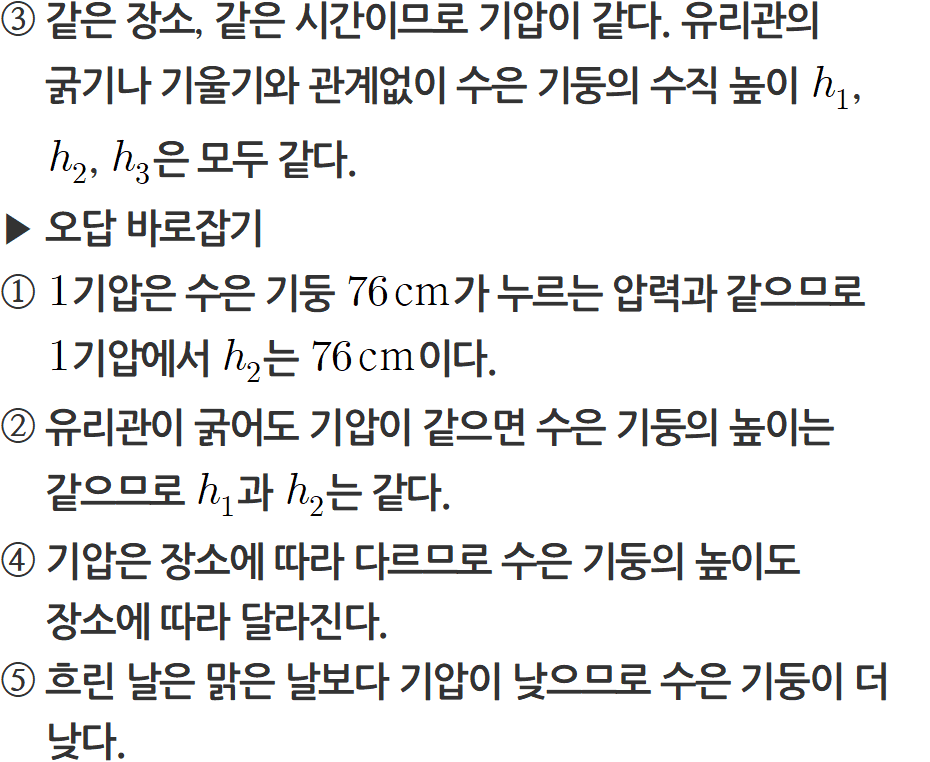 ③ 같은 장소, 같은 시간이므로 기압이 같다. 유리관의
굵기나 기울기와 관계없이 수은 기둥의 수직 높이 h₁,
h₂, h₃은 모두 같다.
▶ 오답 바로잡기
① 1기압은 수은 기둥 76cm가 누르는 압력과 같으므로
1기압에서 h₂는 76cm이다.
② 유리관이 굵어도 기압이 같으면 수은 기둥의 높이는
같으므로 h₁과 h₂는 같다.
④ 기압은 장소에 따라 다르므로 수은 기둥의 높이도
장소에 따라 달라진다.
⑤ 흐린 날은 맑은 날보다 기압이 낮으므로 수은 기둥이 더
낮다.